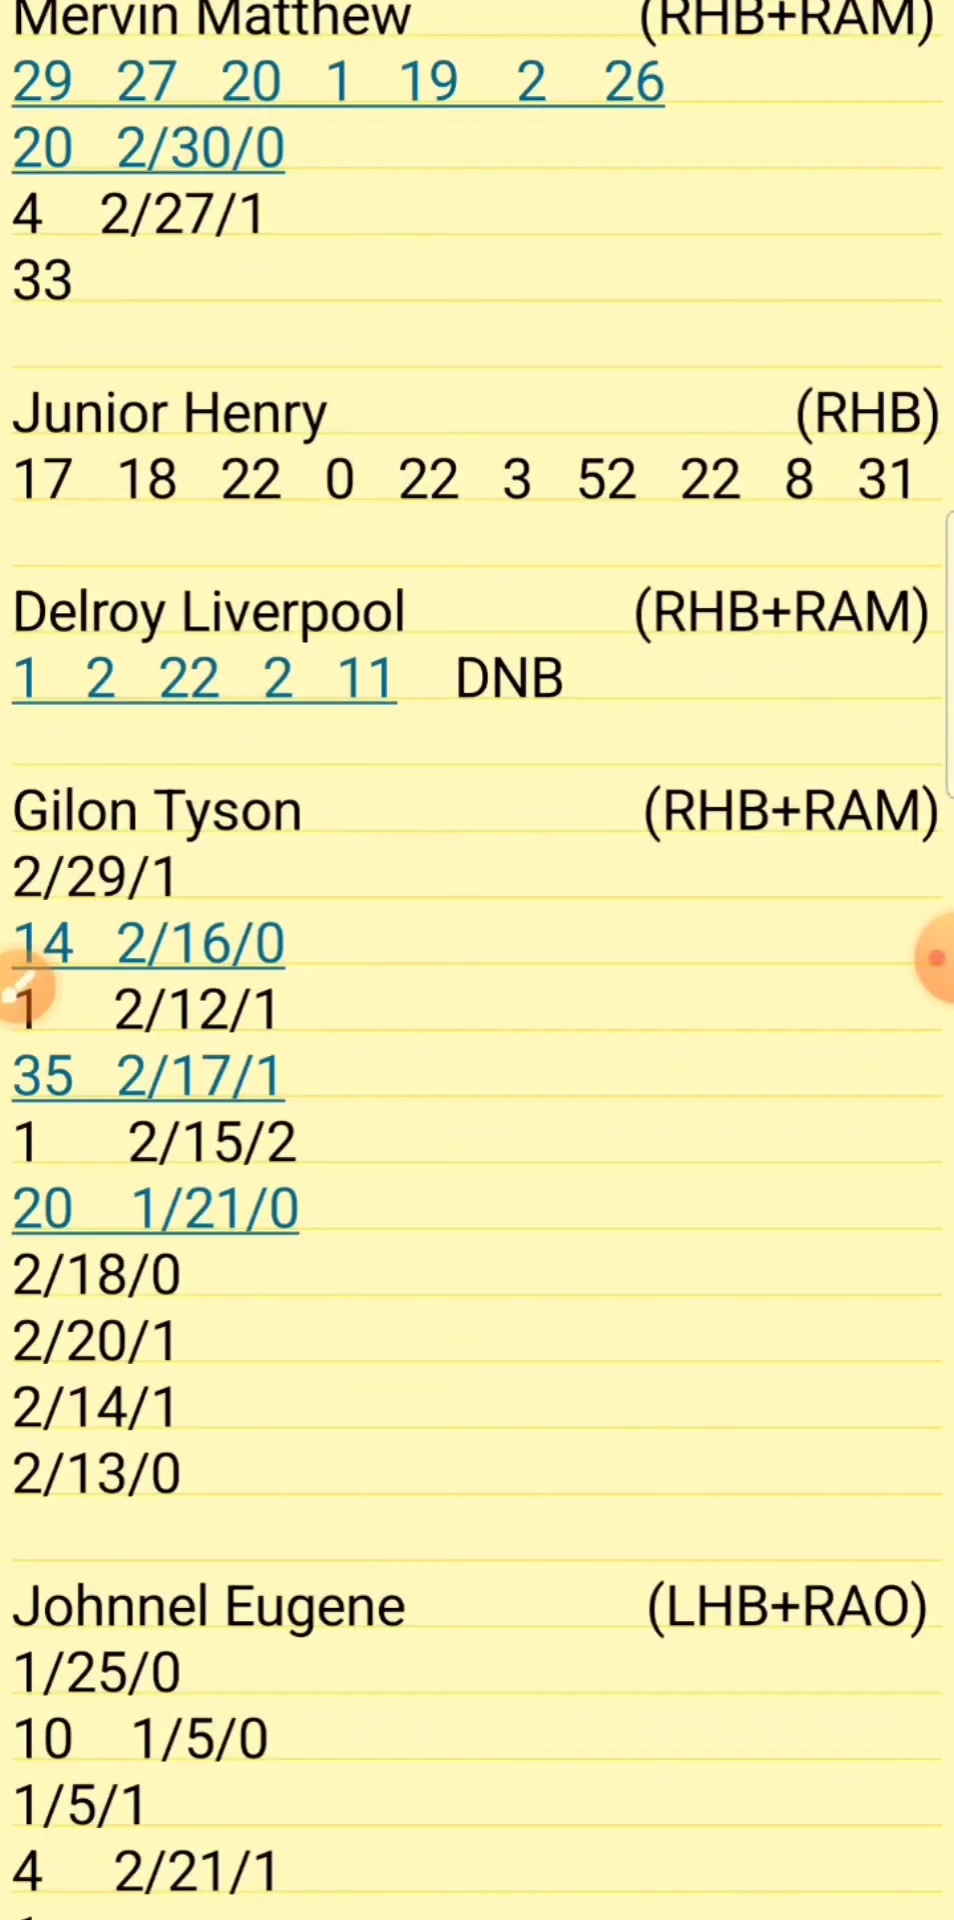 Mervin Matthew (RHB+RAM)
29 27 20 1 19 2 26
20 2/30/0
4 2/27/1
33
Junior Henry (RHB)
17 18 22 0 22 3 52 22 8 31
Delroy Liverpool (RHB+RAM)
1 2 22 2 11 DNB
Gilon Tyson (RHB+RAM)
2/29/1
14 2/16/0
1 2/12/1
35 2/17/1
1 2/15/2
20 1/21/0
2/18/0
2/20/1
2/14/1
2/13/0
Johnnel Eugene (LHB+RAO)
1/25/0
10 1/5/0
1/5/1
4 2/21/1